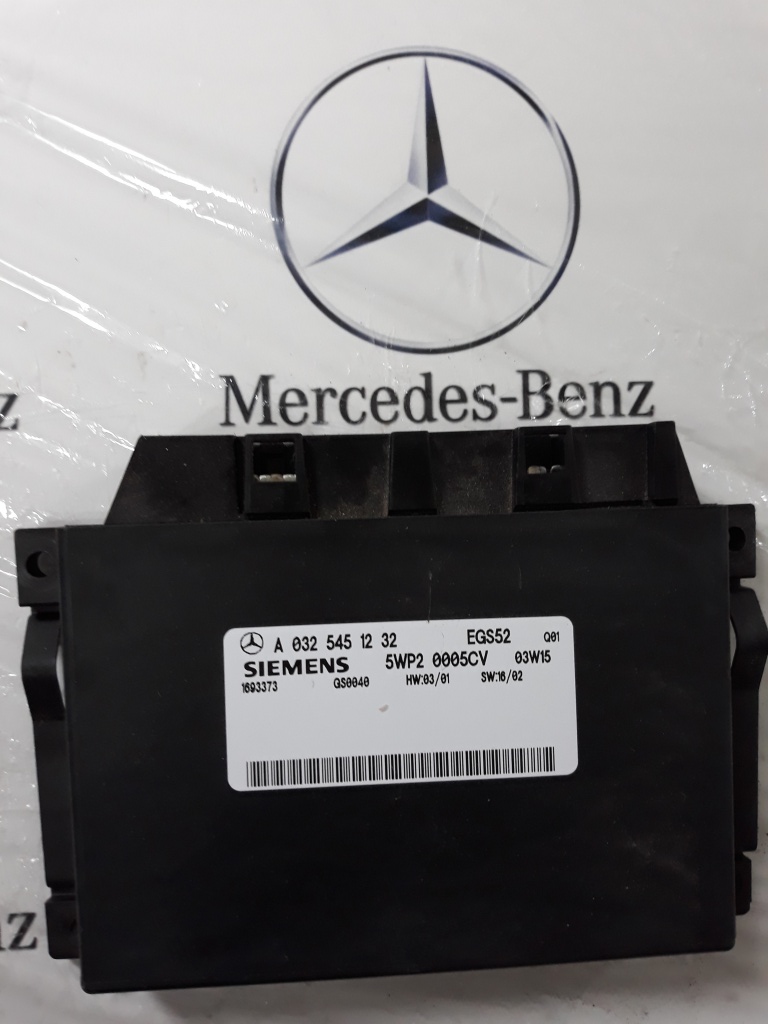 Mercedes-Benz
z
nz
A 032 545 12 32 EGS52 Q01
SIEMENS 5WP2 0005CV 03W15
1693373 GS0040 HW:03/01 SW:16/02